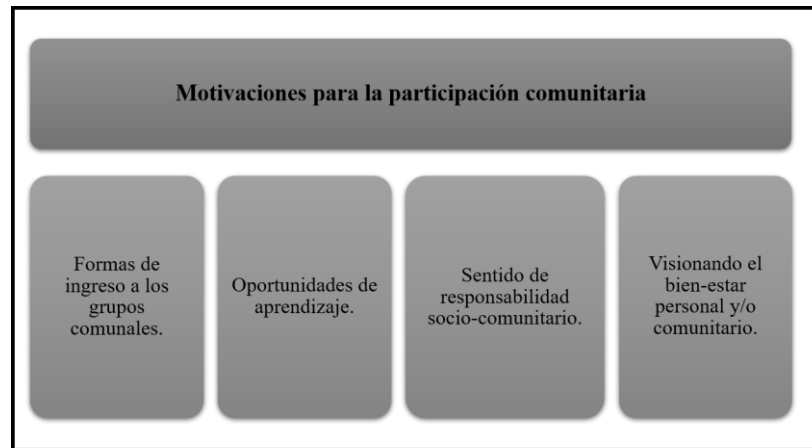 Motivaciones para la participación comunitaria
Formas de
ingreso a los
grupos
comunales.
Oportunidades de
aprendizaje.
Sentido de
responsabilidad
socio-comunitario.
Visionando el
bien-estar
personal y/o
comunitario.